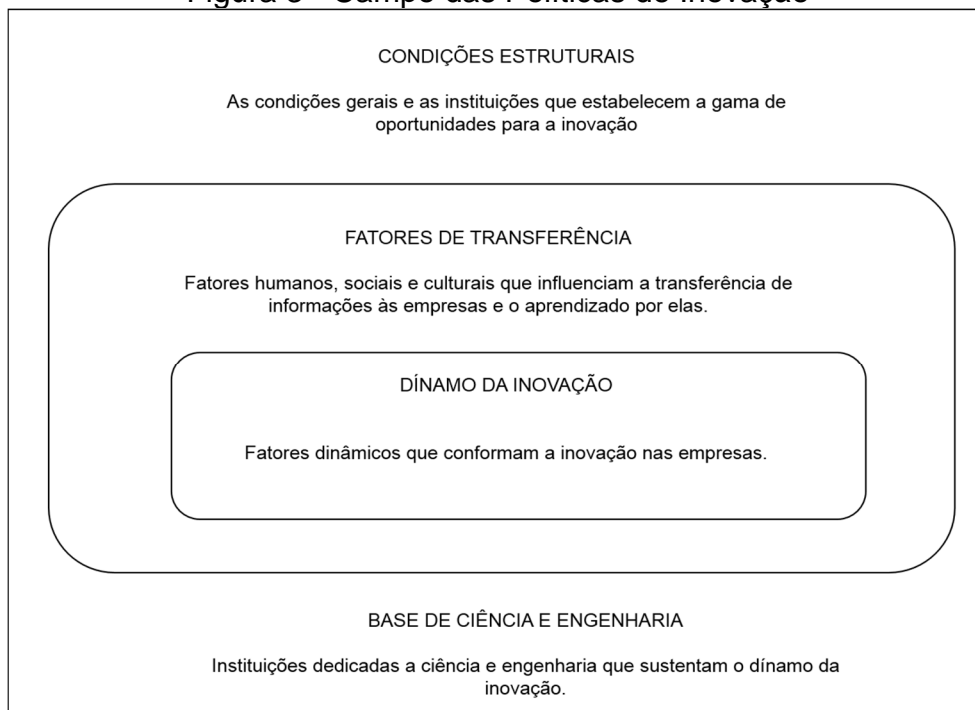 CONDIÇÕES ESTRUTURAIS
As condições gerais e as instituições que estabelecem a gama de
oportunidades para a inovação
FATORES DE TRANSFERÊNCIA
Fatores humanos, sociais e culturais que influenciam a transferência de
informações às empresas e o aprendizado por elas.
DÍNAMO DA INOVAÇÃO
Fatores dinâmicos que conformam a inovação nas empresas.
BASE DE CIÊNCIA E ENGENHARIA
Instituições dedicadas a ciência e engenharia que sustentam o dínamo da
inovação.